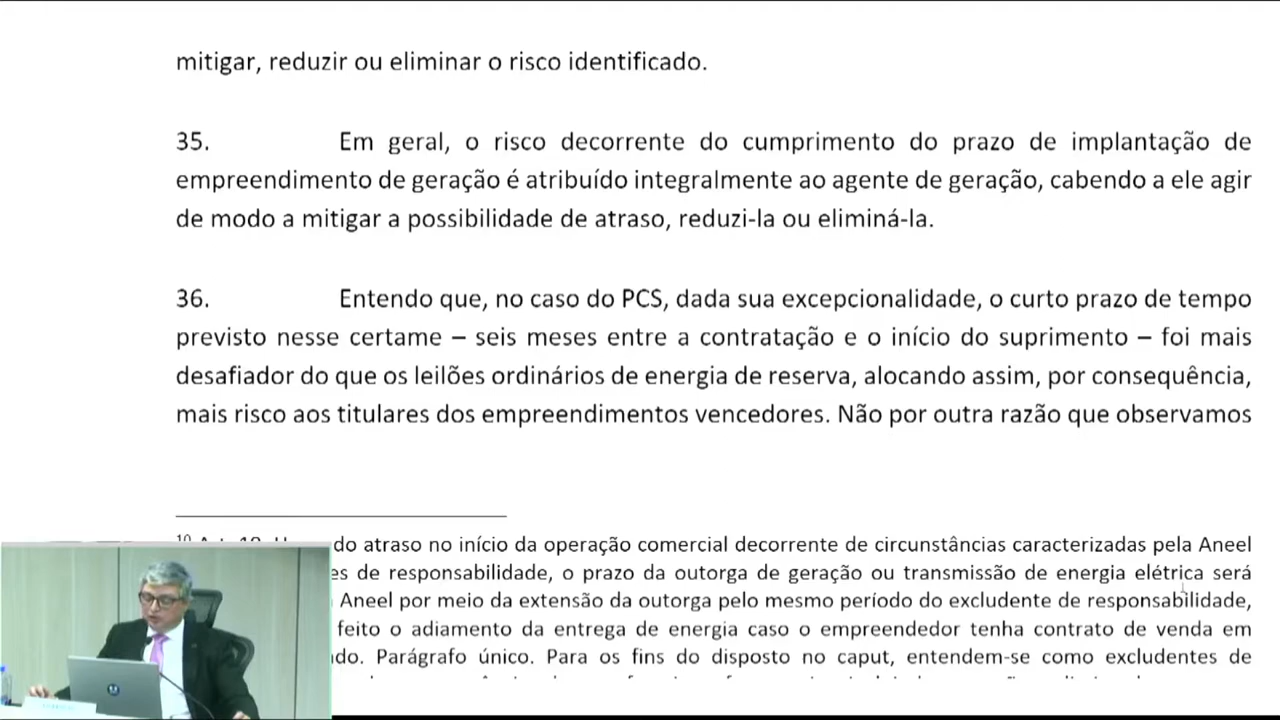 mitigar, reduzir ou eliminar o risco identificado.
35. Em geral, o risco decorrente do cumprimento do prazo de implantação de
empreendimento de geração é atribuído integralmente ao agente de geração, cabendo a ele agir
de modo a mitigar a possibilidade de atraso, reduzi-la ou eliminá-la.
36. Entendo que, no caso do PCS, dada sua excepcionalidade, o curto prazo de tempo
previsto nesse certame – seis meses entre a contratação e o início do suprimento – foi mais
desafiador do que os leilões ordinários de energia de reserva, alocando assim, por consequência,
mais risco aos titulares dos empreendimentos vencedores. Não por outra razão que observamos
10 do atraso no início da operação comercial decorrente de circunstâncias caracterizadas pela Aneel
es de responsabilidade, o prazo da outorga de geração ou transmissão de energia elétrica será
Aneel por meio da extensão da outorga pelo mesmo período do excludente de responsabilidade,
feito o adiamento da entrega de energia caso o empreendedor tenha contrato de venda em
do. Parágrafo único. Para os fins do disposto no caput, entendem-se como excludentes de